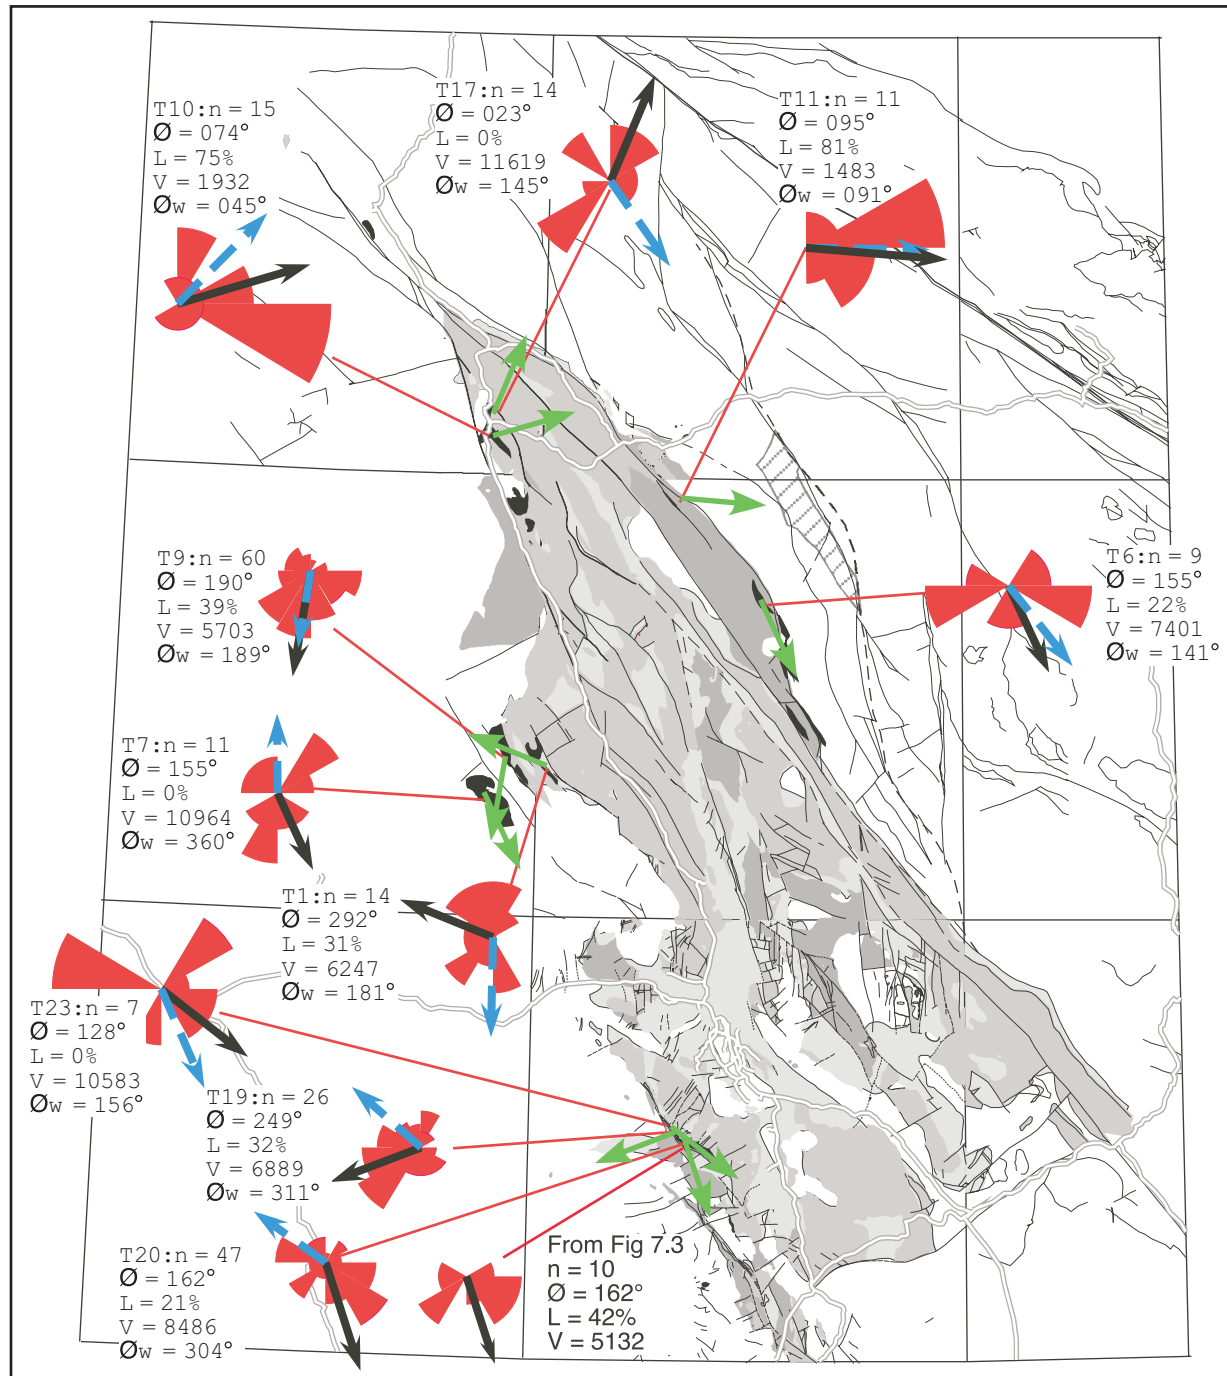 T10:n = 15
Ø = 074°
L = 75%
V = 1932
Øw = 045°
T17:n = 14
Ø = 023°
L = 0%
V = 11619
Øw = 145°
T11:n = 11
Ø = 095°
L = 81%
V = 1483
Øw = 091°
T9:n = 60
Ø = 190°
L = 39%
V = 5703
Øw = 189°
T6:n = 9
Ø = 155°
L = 22%
V = 7401
Øw = 141°
T7:n = 11
Ø = 155°
L = 0%
V = 10964
Øw = 360°
T1:n = 14
Ø = 292°
L = 31%
V = 6247
Øw = 181°
T23:n = 7
Ø = 128°
L = 0%
V = 10583
Øw = 156°
T19:n = 26
Ø = 249°
L = 32%
V = 6889
Øw = 311°
T20:n = 47
Ø = 162°
L = 21%
V = 8486
Øw = 304°
From Fig 7.3
n = 10
Ø = 162°
L = 42%
V = 5132